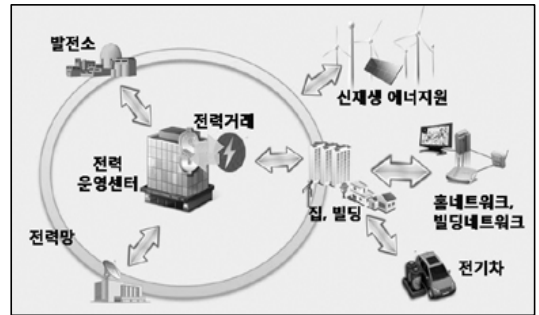 발전소
신재생 에너지원
전력거래
전력
운영센터
집, 빌딩
홈네트워크,
빌딩네트워크
전력망
전기차